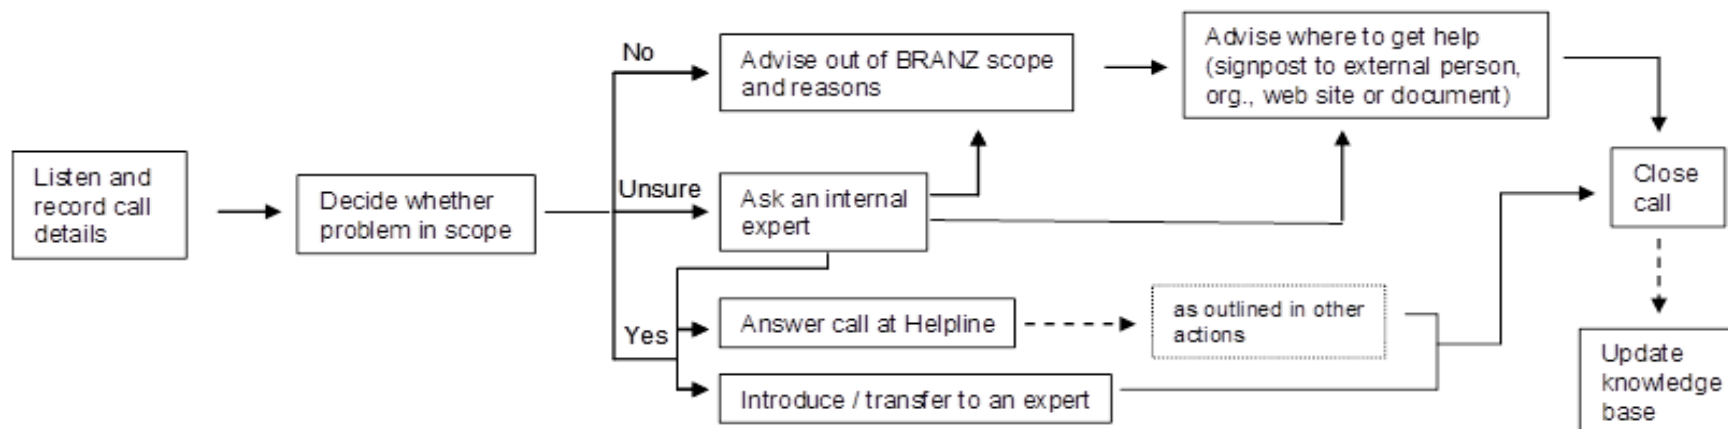 No
Advise out of BRANZ scope
and reasons
Advise where to get help
(signpost to external person,
org., web site or document)
Listen and
record call
details
Decide whether
problem in scope
Unsure
Ask an internal
expert
Close
call
Yes
Answer call at Helpline
as outlined in other
actions
Introduce / transfer to an expert
Update
knowledge
base